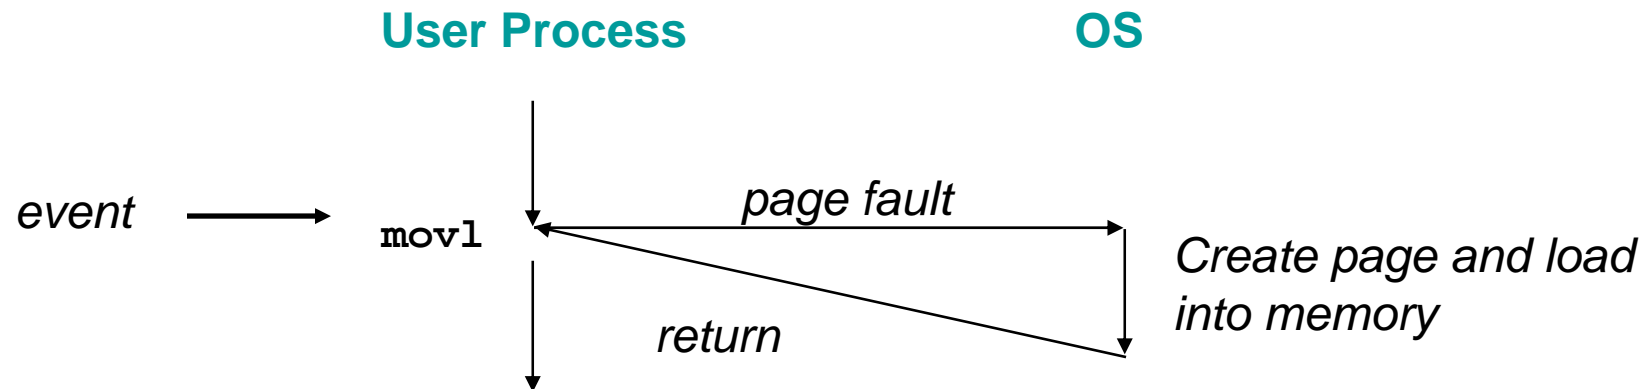 User Process OS
page fault
event
movl
Create page and load
into memory
return